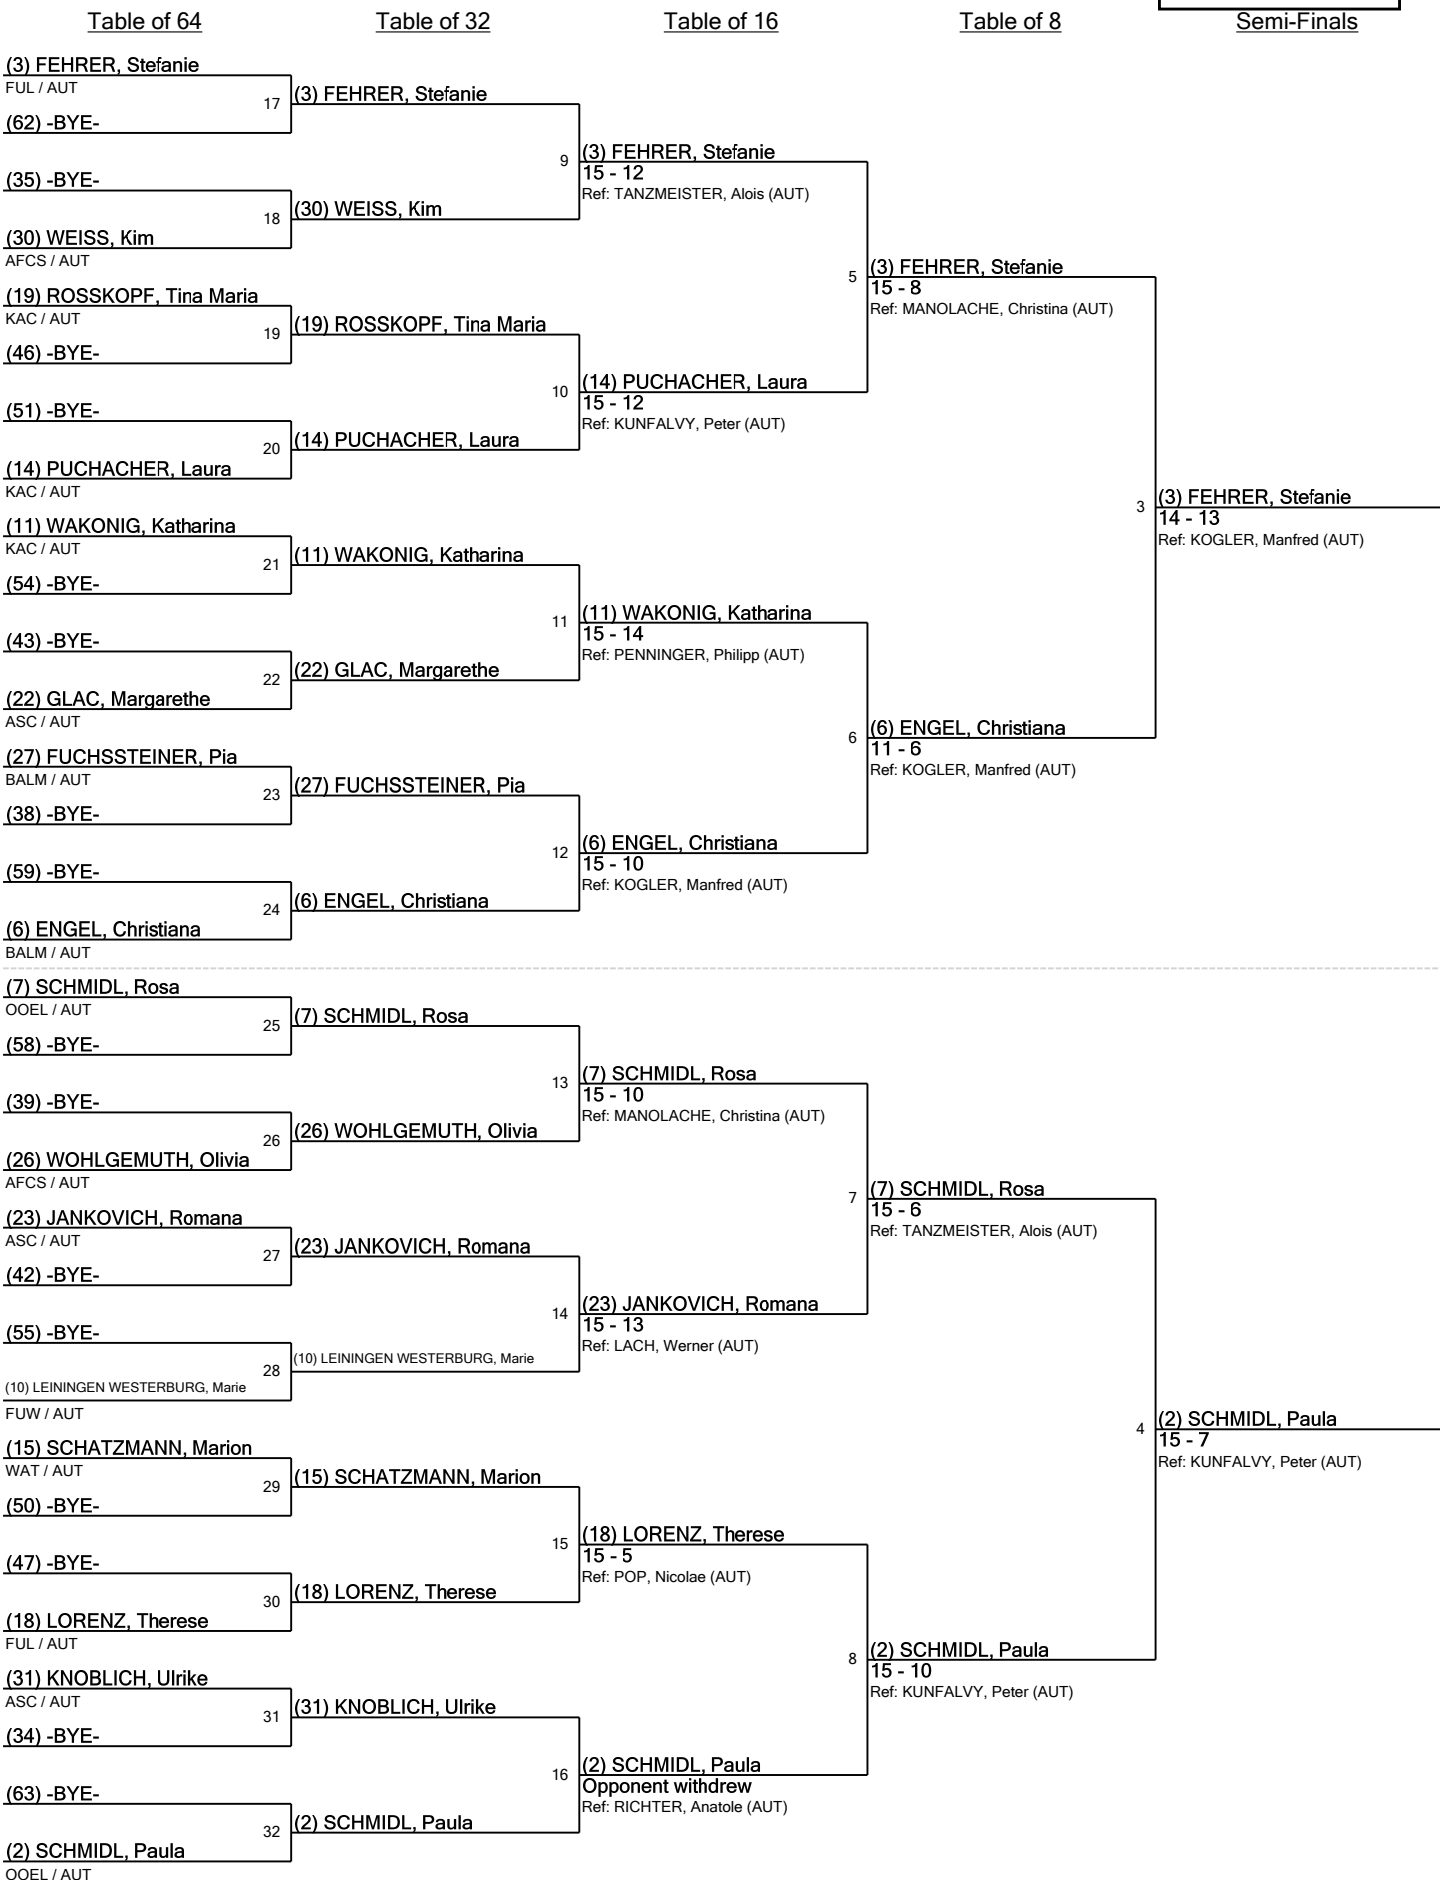 Table of 64
Table of 32
Table of 16
Table of 8
Semi-Finals
(3) FEHRER, Stefanie
FUL / AUT
17
(62) -BYE-
(35) -BYE-
18
(30) WEISS, Kim
AFCS / AUT
(19) ROSSKOPF, Tina Maria
KAC / AUT
19
(46) -BYE-
(51) -BYE-
20
(14) PUCHACHER, Laura
KAC / AUT
(11) WAKONIG, Katharina
KAC / AUT
21
(54) -BYE-
(43) -BYE-
22
(22) GLAC, Margarethe
ASC / AUT
(27) FUCHSSTEINER, Pia
BALM / AUT
23
(38) -BYE-
(59) -BYE-
24
(6) ENGEL, Christiana
BALM / AUT
(7) SCHMIDL, Rosa
OOEL / AUT
25
(58) -BYE-
(39) -BYE-
26
(26) WOHLGEMUTH, Olivia
AFCS / AUT
(23) JANKOVICH, Romana
ASC / AUT
27
(42) -BYE-
(55) -BYE-
28
(10) LEININGEN WESTERBURG, Marie
FUW / AUT
(15) SCHATZMANN, Marion
WAT / AUT
29
(50) -BYE-
(47) -BYE-
30
(18) LORENZ, Therese
FUL / AUT
(31) KNOBLICH, Ulrike
ASC / AUT
31
(34) -BYE-
(63) -BYE-
32
(2) SCHMIDL, Paula
OOEL / AUT
(3) FEHRER, Stefanie
9
(30) WEISS, Kim
(19) ROSSKOPF, Tina Maria
10
(14) PUCHACHER, Laura
(11) WAKONIG, Katharina
11
(22) GLAC, Margarethe
(27) FUCHSSTEINER, Pia
12
(6) ENGEL, Christiana
(7) SCHMIDL, Rosa
13
(26) WOHLGEMUTH, Olivia
(23) JANKOVICH, Romana
14
(10) LEININGEN WESTERBURG, Marie
(15) SCHATZMANN, Marion
15
(18) LORENZ, Therese
(31) KNOBLICH, Ulrike
16
(2) SCHMIDL, Paula
(3) FEHRER, Stefanie
15 - 12
Ref: TANZMEISTER, Alois (AUT)
5
(14) PUCHACHER, Laura
15 - 12
Ref: KUNFALVY, Peter (AUT)
(11) WAKONIG, Katharina
15 - 14
Ref: PENNINGER, Philipp (AUT)
6
(6) ENGEL, Christiana
15 - 10
Ref: KOGLER, Manfred (AUT)
(7) SCHMIDL, Rosa
15 - 10
Ref: MANOLACHE, Christina (AUT)
7
(23) JANKOVICH, Romana
15 - 13
Ref: LACH, Werner (AUT)
(18) LORENZ, Therese
15 - 5
Ref: POP, Nicolae (AUT)
8
(2) SCHMIDL, Paula
Opponent withdrew
Ref: RICHTER, Anatole (AUT)
(3) FEHRER, Stefanie
15 - 8
Ref: MANOLACHE, Christina (AUT)
3
(6) ENGEL, Christiana
11 - 6
Ref: KOGLER, Manfred (AUT)
(7) SCHMIDL, Rosa
15 - 6
Ref: TANZMEISTER, Alois (AUT)
4
(2) SCHMIDL, Paula
15 - 10
Ref: KUNFALVY, Peter (AUT)
(3) FEHRER, Stefanie
14 - 13
Ref: KOGLER, Manfred (AUT)
(2) SCHMIDL, Paula
15 - 7
Ref: KUNFALVY, Peter (AUT)